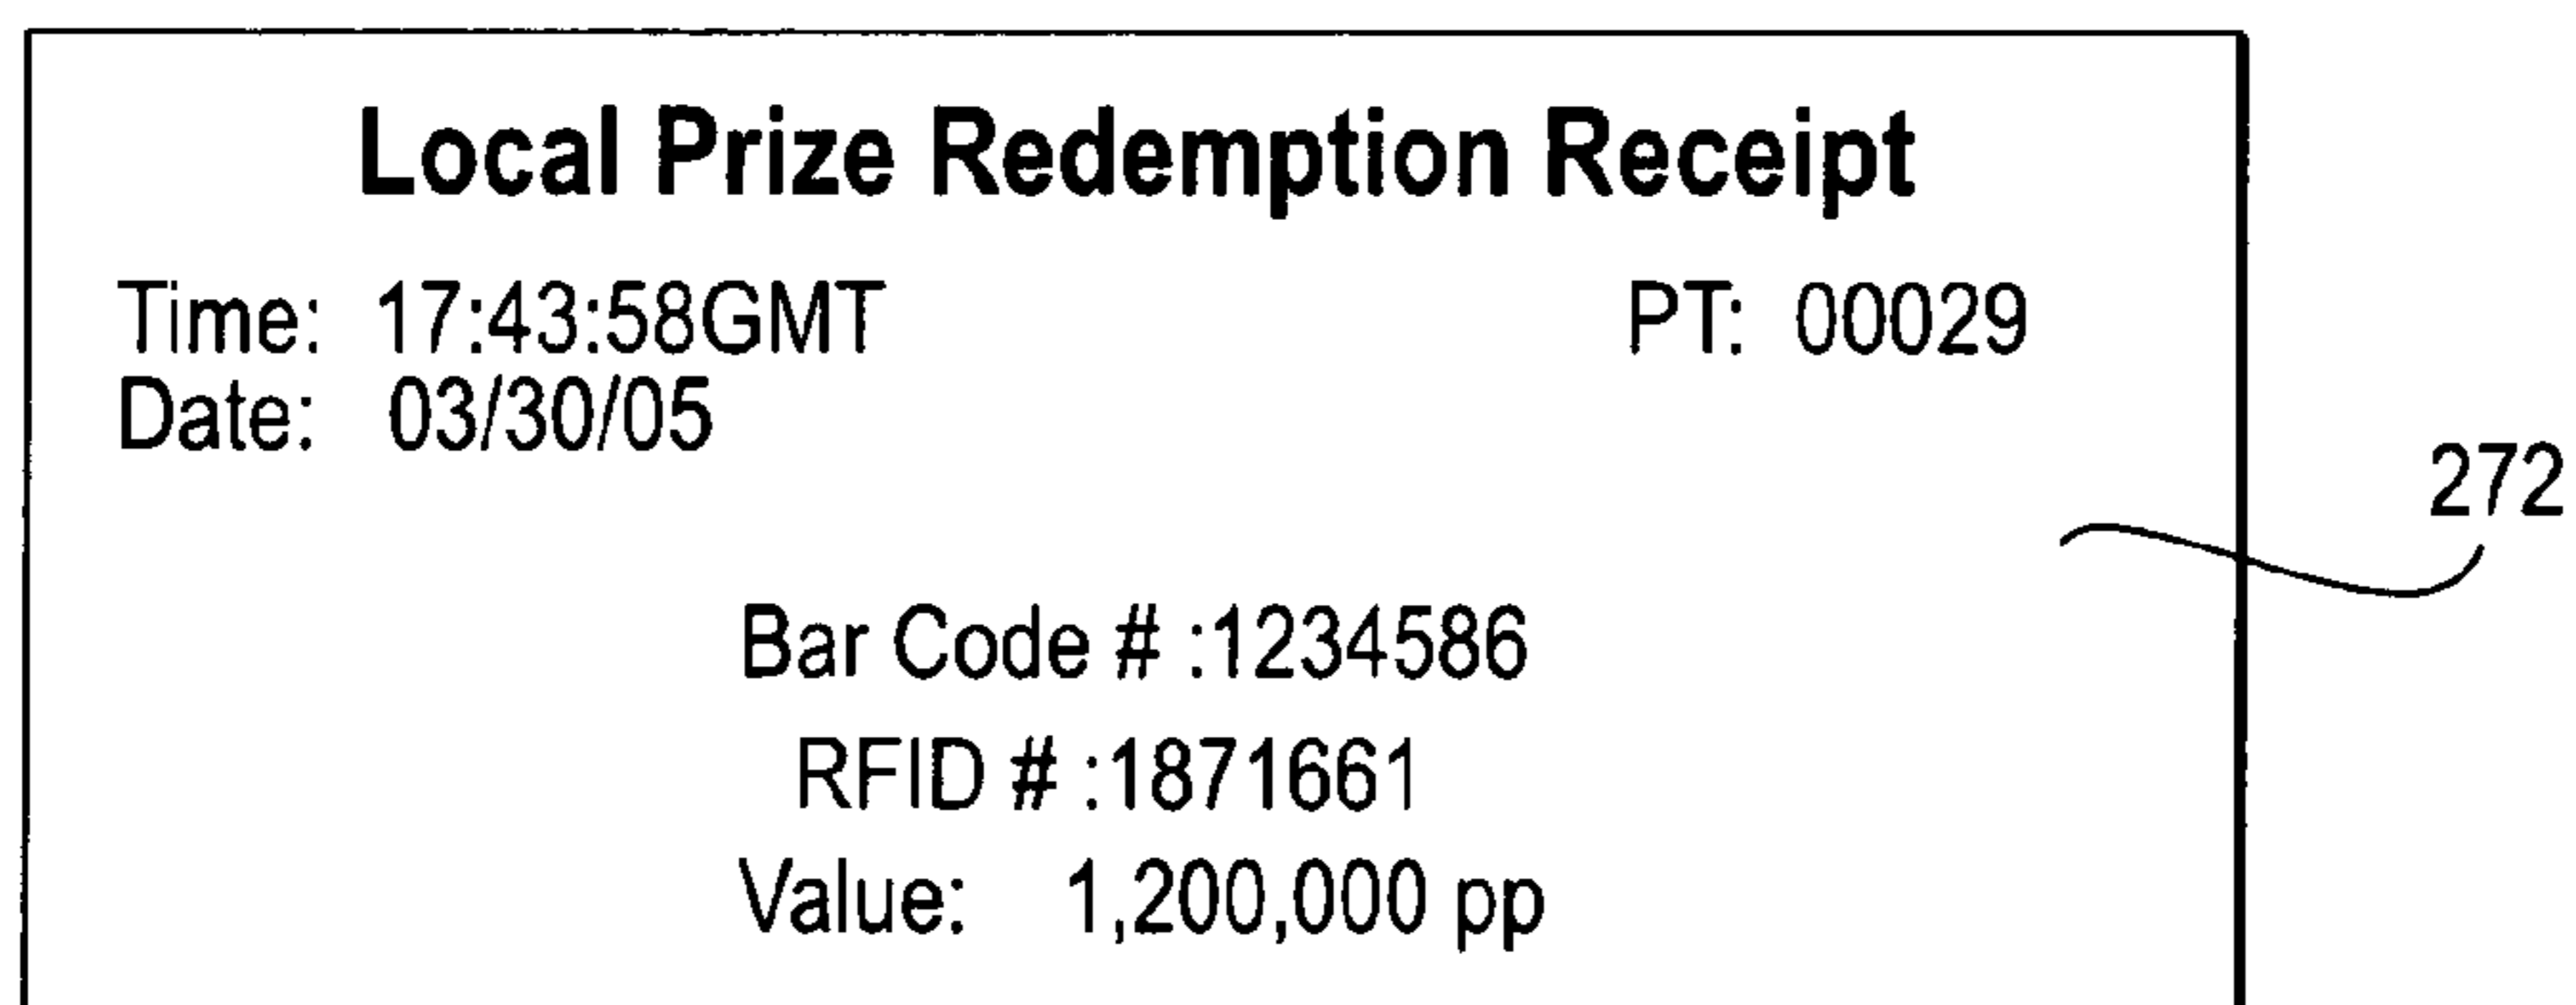 Local Prize Redemption Receipt
Time: 17:43:58GMT PT: 00029
Date: 03/30/05
272
Bar Code # :1234586
RFID # :1871661
Value: 1,200,000 pp